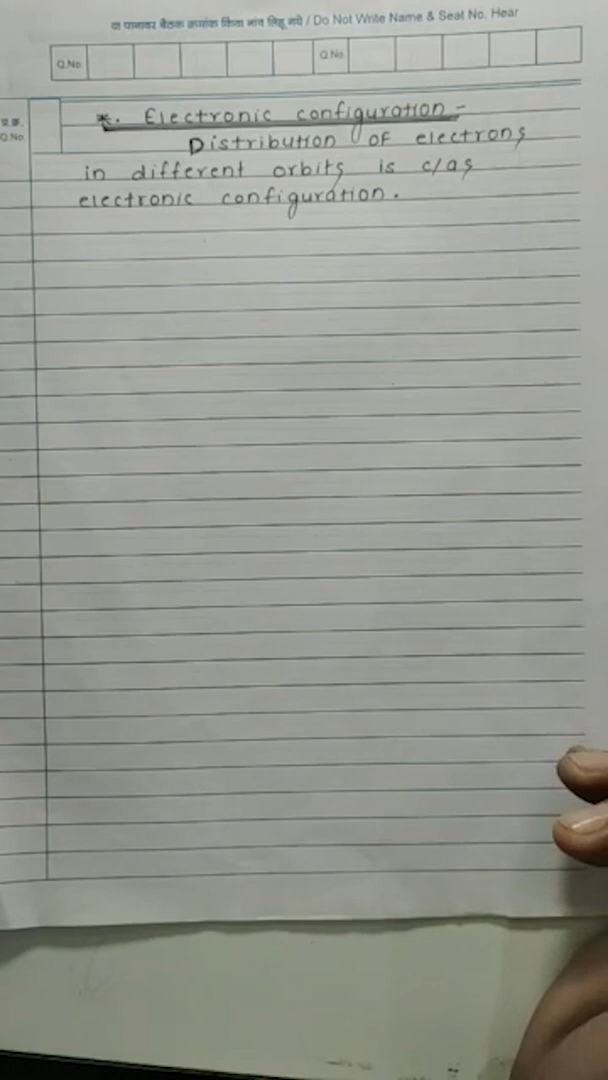 या पानावर बैठक क्रमांक किंवा नांव लिहू नये / Do Not Write Name & Seat No. Hear
Q.No. Q.No.
प्र.क्र.
Q.No.
*. Electronic configuration -
Distribution of electrons
in different orbits is c/as
electronic configuration.